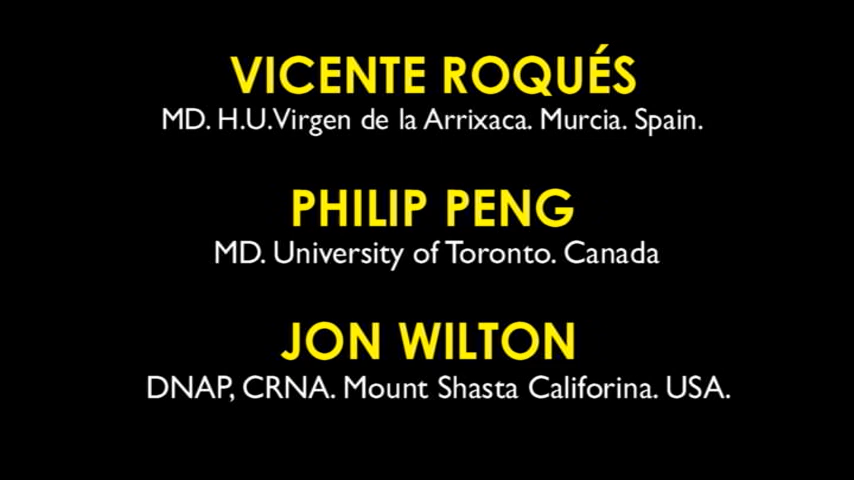 VICENTE ROQUÉS
MD. H.U.Virgen de la Arrixaca. Murcia. Spain.
PHILIP PENG
MD. University of Toronto. Canada
JON WILTON
DNAP, CRNA. Mount Shasta Califorina. USA.